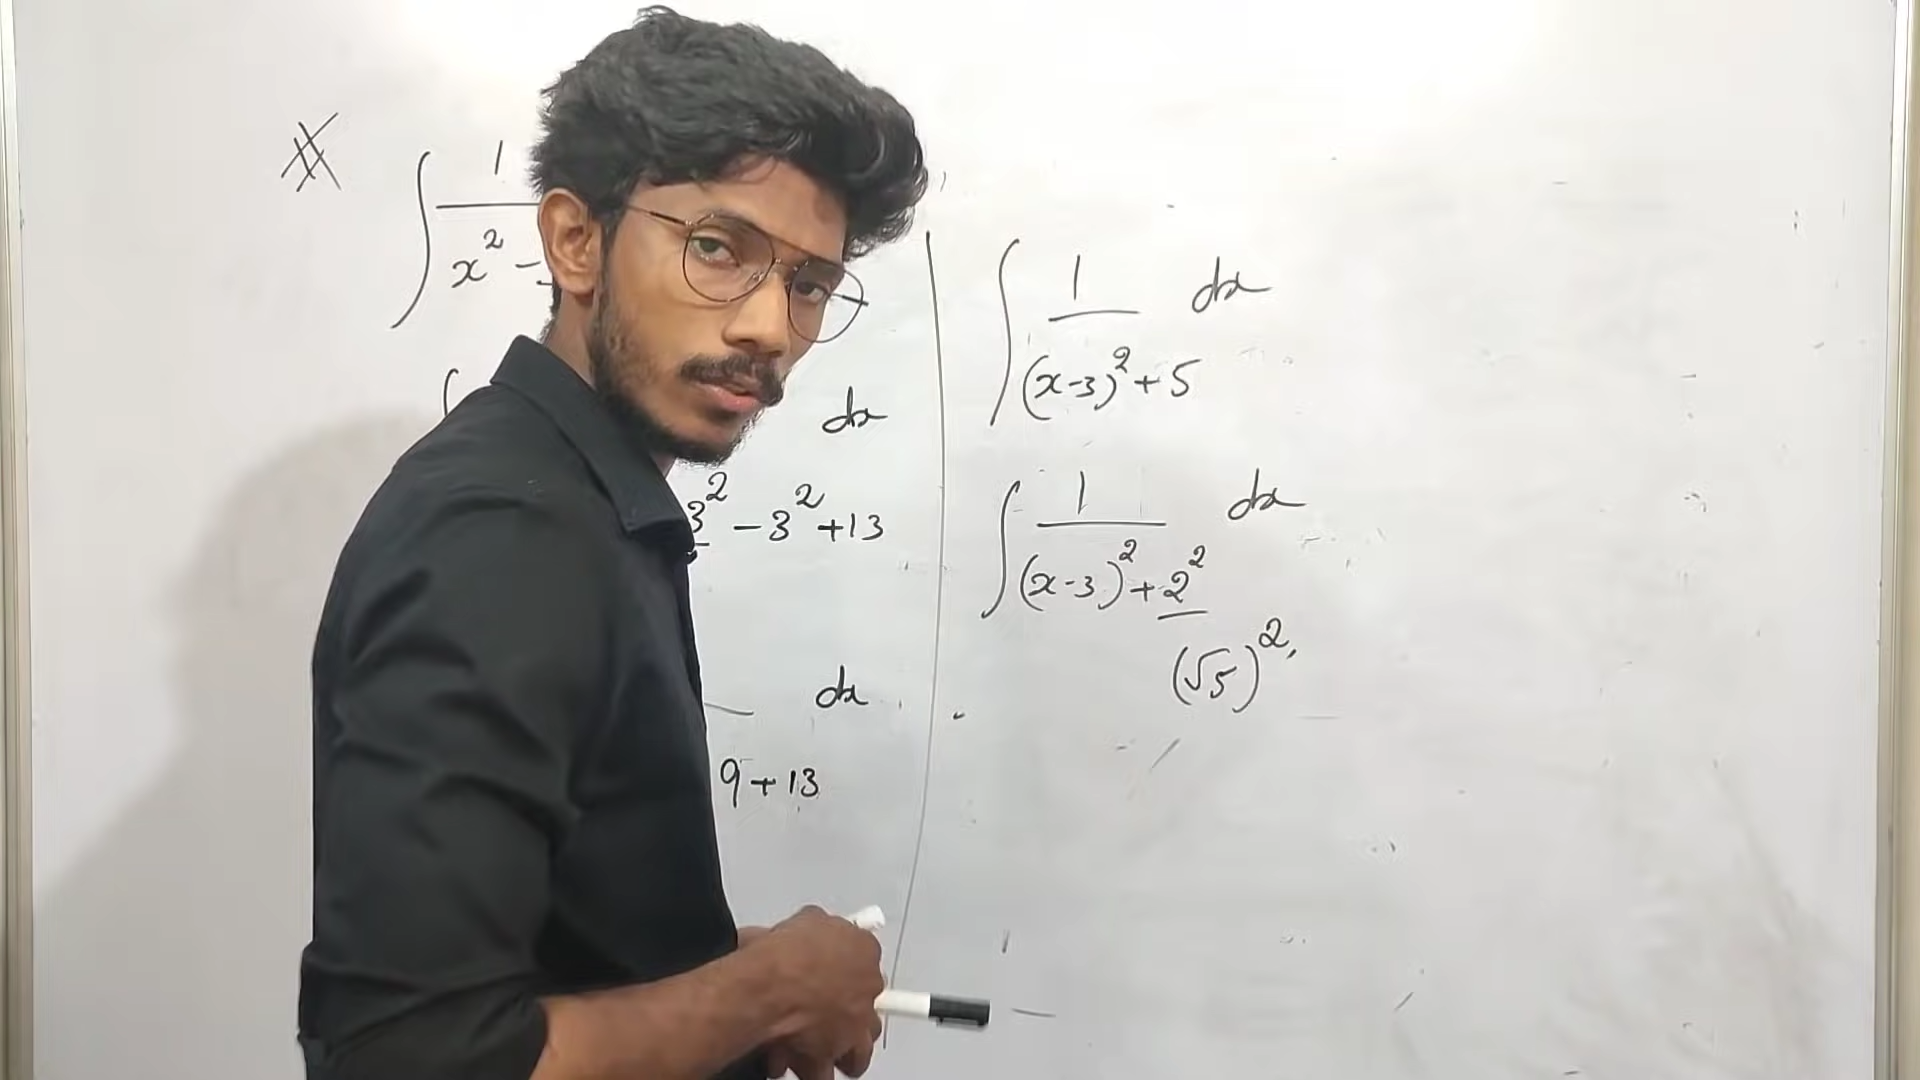 #
∫ 1
x² -
∫ dx
3² - 3² + 13
dx
9 + 13
∫ 1 dx
(x-3)² + 5
∫ 1 dx
(x-3)² + 2²
(√5)²